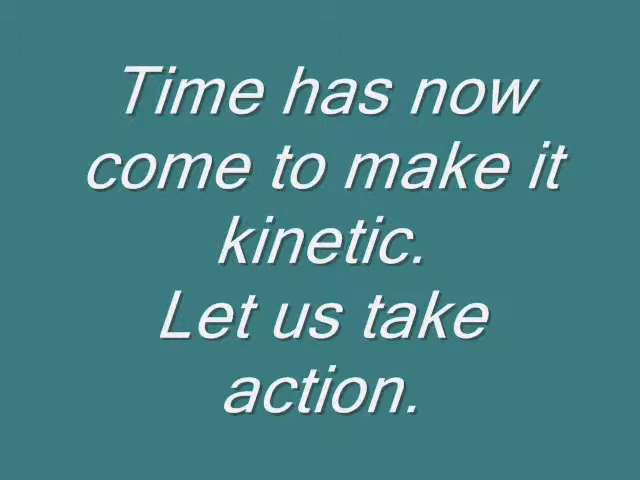 Time has now
come to make it
kinetic.
Let us take
action.